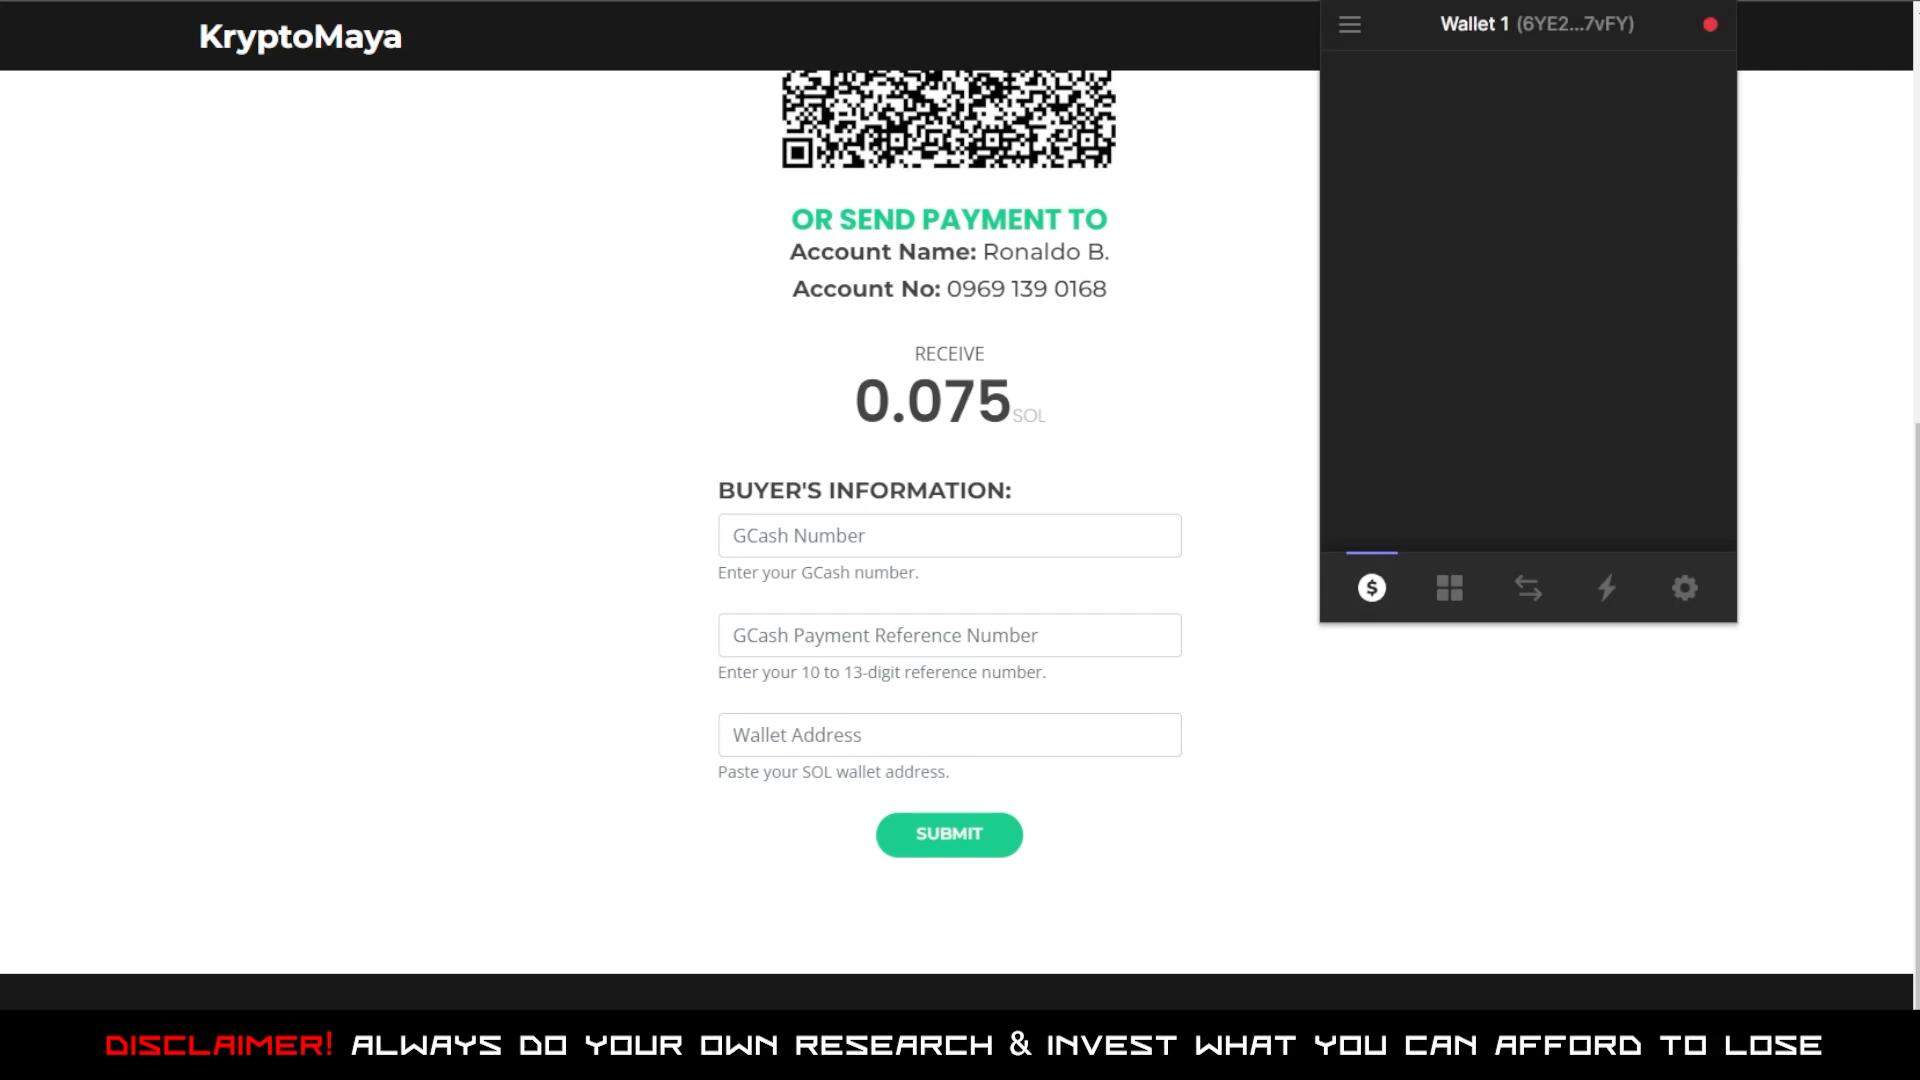 KryptoMaya
Wallet 1 (6YE2...7vFY)
OR SEND PAYMENT TO
Account Name: Ronaldo B.
Account No: 0969 139 0168
RECEIVE
0.075 SOL
BUYER'S INFORMATION:
GCash Number
Enter your GCash number.
GCash Payment Reference Number
Enter your 10 to 13-digit reference number.
Wallet Address
Paste your SOL wallet address.
SUBMIT
DISCLAIMER! ALWAYS DO YOUR OWN RESEARCH & INVEST WHAT YOU CAN AFFORD TO LOSE